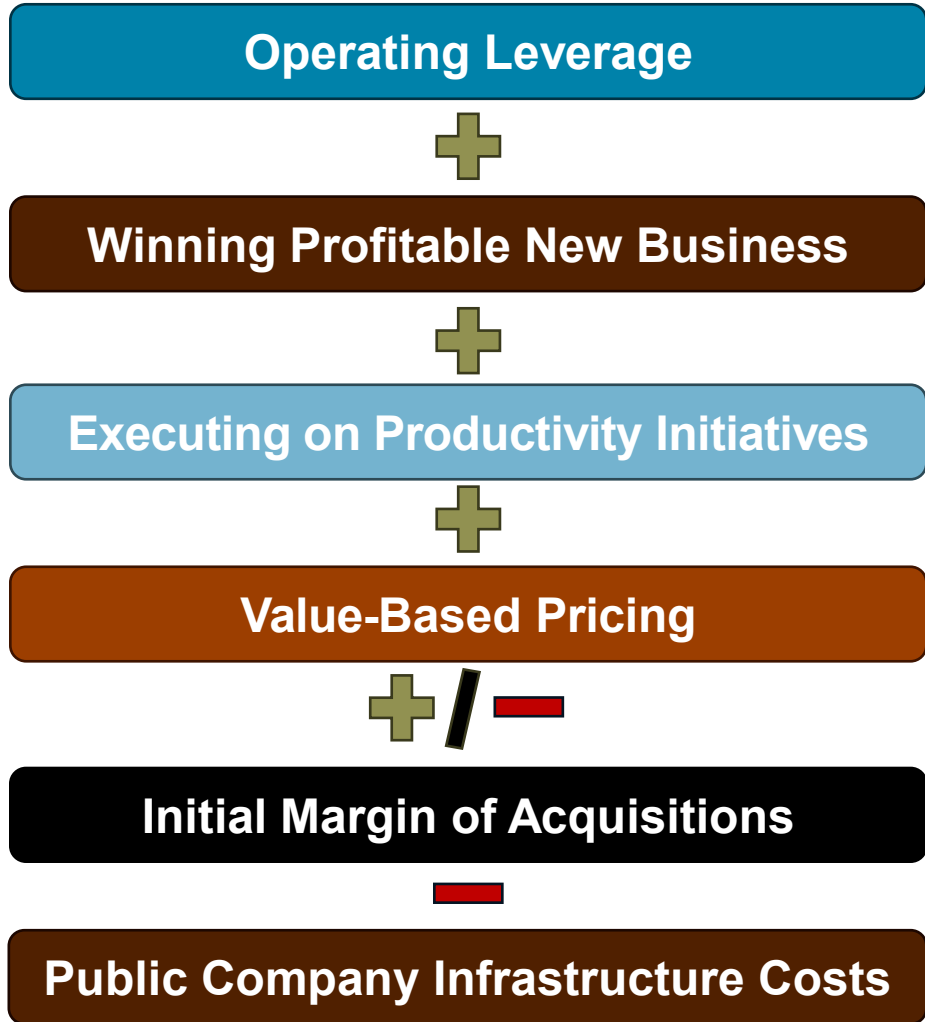 Operating Leverage
+
Winning Profitable New Business
+
Executing on Productivity Initiatives
+
Value-Based Pricing
+/-
Initial Margin of Acquisitions
-
Public Company Infrastructure Costs